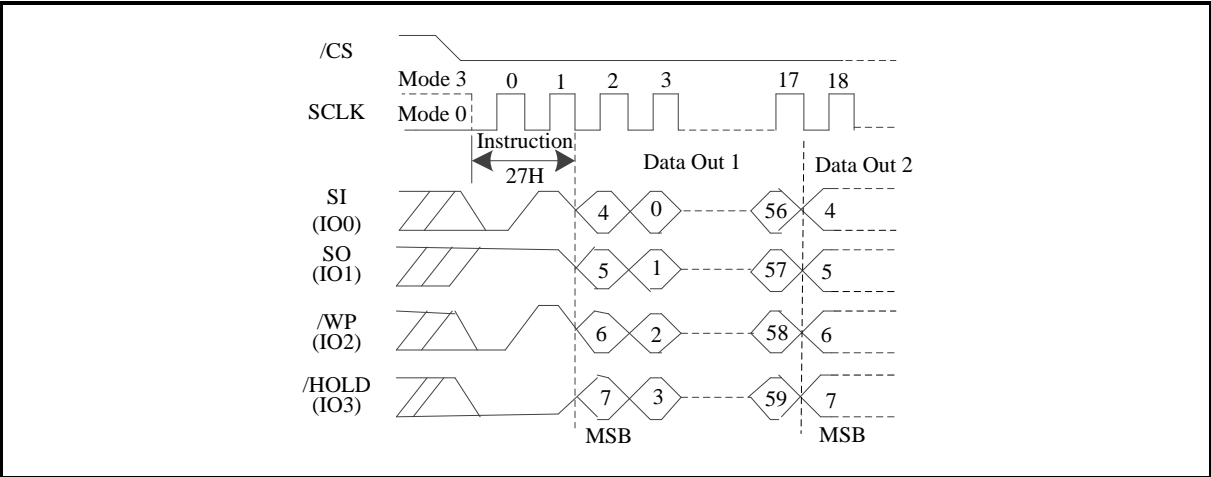 /CS
Mode 3 0 1 2 3 17 18
SCLK Mode 0
Instruction
27H
Data Out 1 Data Out 2
SI
(IO0)
4 0 56 4
SO
(IO1)
5 1 57 5
/WP
(IO2)
6 2 58 6
/HOLD
(IO3)
7 3 59 7
MSB MSB